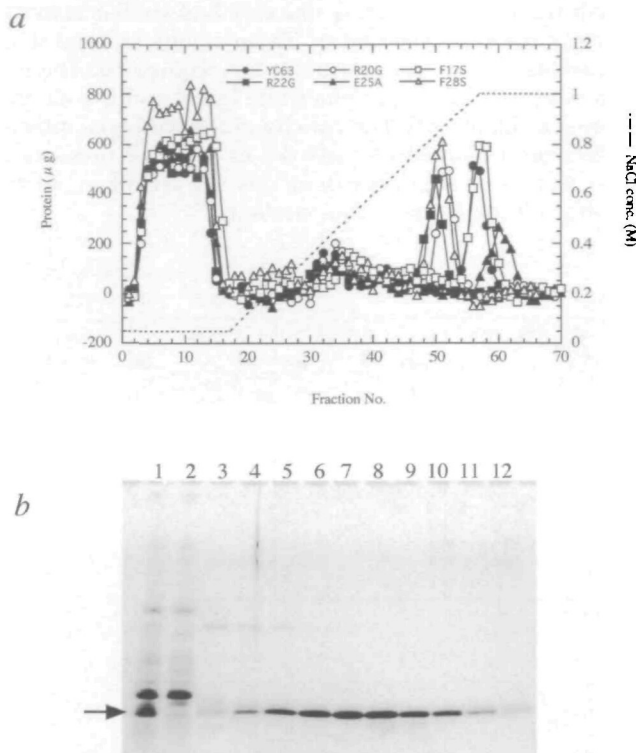 a
1000
800
600
400
200
0
-200
Protein (μg)
YC63 R20G F17S
R22G E25A F28S
1.2
1
0.8
0.6
0.4
0.2
0
NaCl conc. (M)
0 10 20 30 40 50 60 70
Fraction No.
b
1 2 3 4 5 6 7 8 9 10 11 12